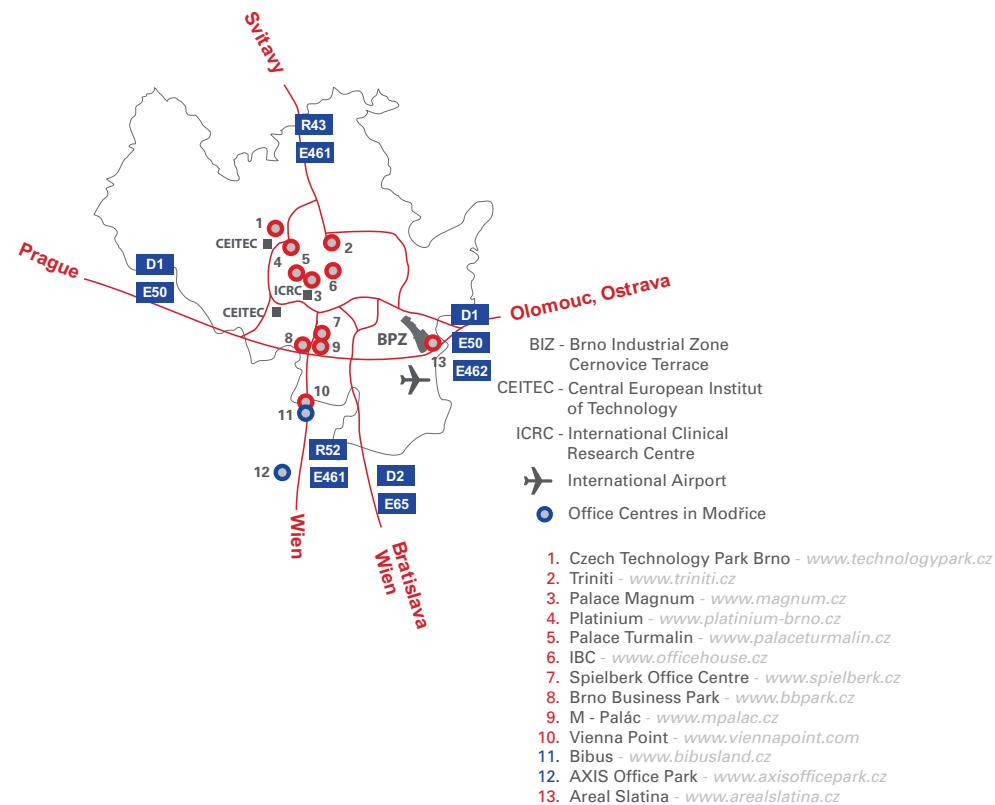 Svitavy
R43
E461
1
CEITEC
2
4
5
6
ICRC
3
CEITEC
Prague
D1
E50
Olomouc, Ostrava
D1
E50
E462
7
8
9
BPZ
13
10
11
12
R52
E461
D2
E65
Wien
Bratislava
Wien
BIZ - Brno Industrial Zone
Cernovice Terrace
CEITEC - Central European Institut
of Technology
ICRC - International Clinical
Research Centre
International Airport
Office Centres in Modřice
1. Czech Technology Park Brno - www.technologypark.cz
2. Triniti - www.triniti.cz
3. Palace Magnum - www.magnum.cz
4. Platinium - www.platinium-brno.cz
5. Palace Turmalin - www.palaceturmalin.cz
6. IBC - www.officehouse.cz
7. Spielberk Office Centre - www.spielberk.cz
8. Brno Business Park - www.bbpark.cz
9. M - Palác - www.mpalac.cz
10. Vienna Point - www.viennapoint.com
11. Bibus - www.bibusland.cz
12. AXIS Office Park - www.axisofficepark.cz
13. Areal Slatina - www.arealslatina.cz